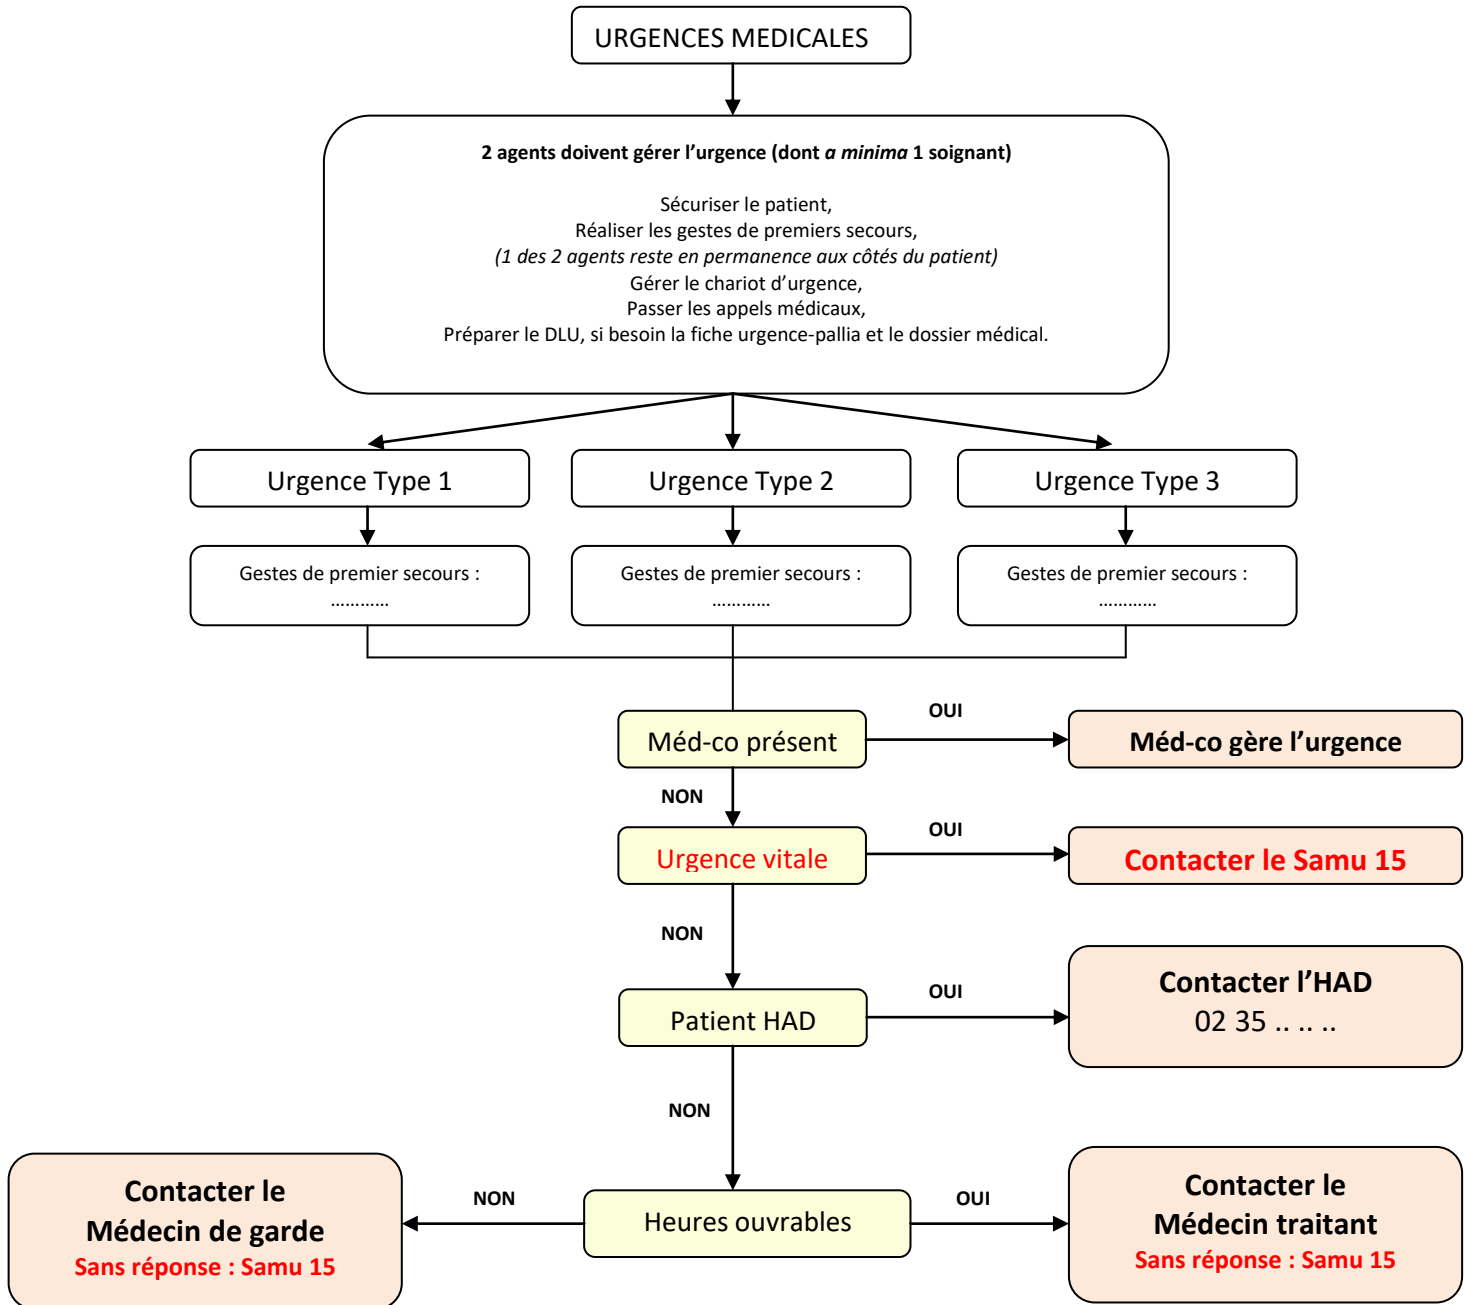 URGENCES MEDICALES
2 agents doivent gérer l’urgence (dont a minima 1 soignant)
Sécuriser le patient,
Réaliser les gestes de premiers secours,
(1 des 2 agents reste en permanence aux côtés du patient)
Gérer le chariot d’urgence,
Passer les appels médicaux,
Préparer le DLU, si besoin la fiche urgence-pallia et le dossier médical.
Urgence Type 1
Urgence Type 2
Urgence Type 3
Gestes de premier secours :
............
Gestes de premier secours :
............
Gestes de premier secours :
............
Méd-co présent
OUI
Méd-co gère l’urgence
NON
Urgence vitale
OUI
Contacter le Samu 15
NON
Patient HAD
OUI
Contacter l’HAD
02 35 .. .. ..
NON
Heures ouvrables
NON
Contacter le
Médecin de garde
Sans réponse : Samu 15
OUI
Contacter le
Médecin traitant
Sans réponse : Samu 15